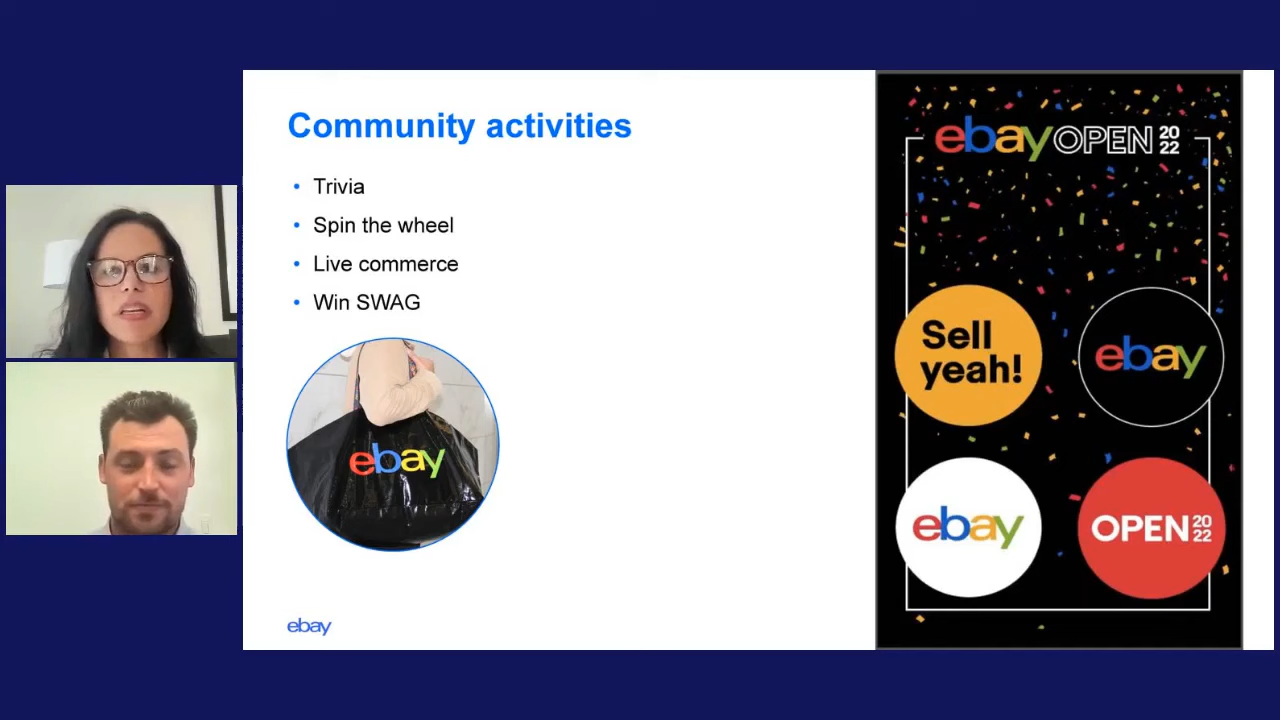 Community activities
• Trivia
• Spin the wheel
• Live commerce
• Win SWAG
ebay
ebay
ebay OPEN 2022
Sell
yeah!
ebay
ebay
OPEN 2022